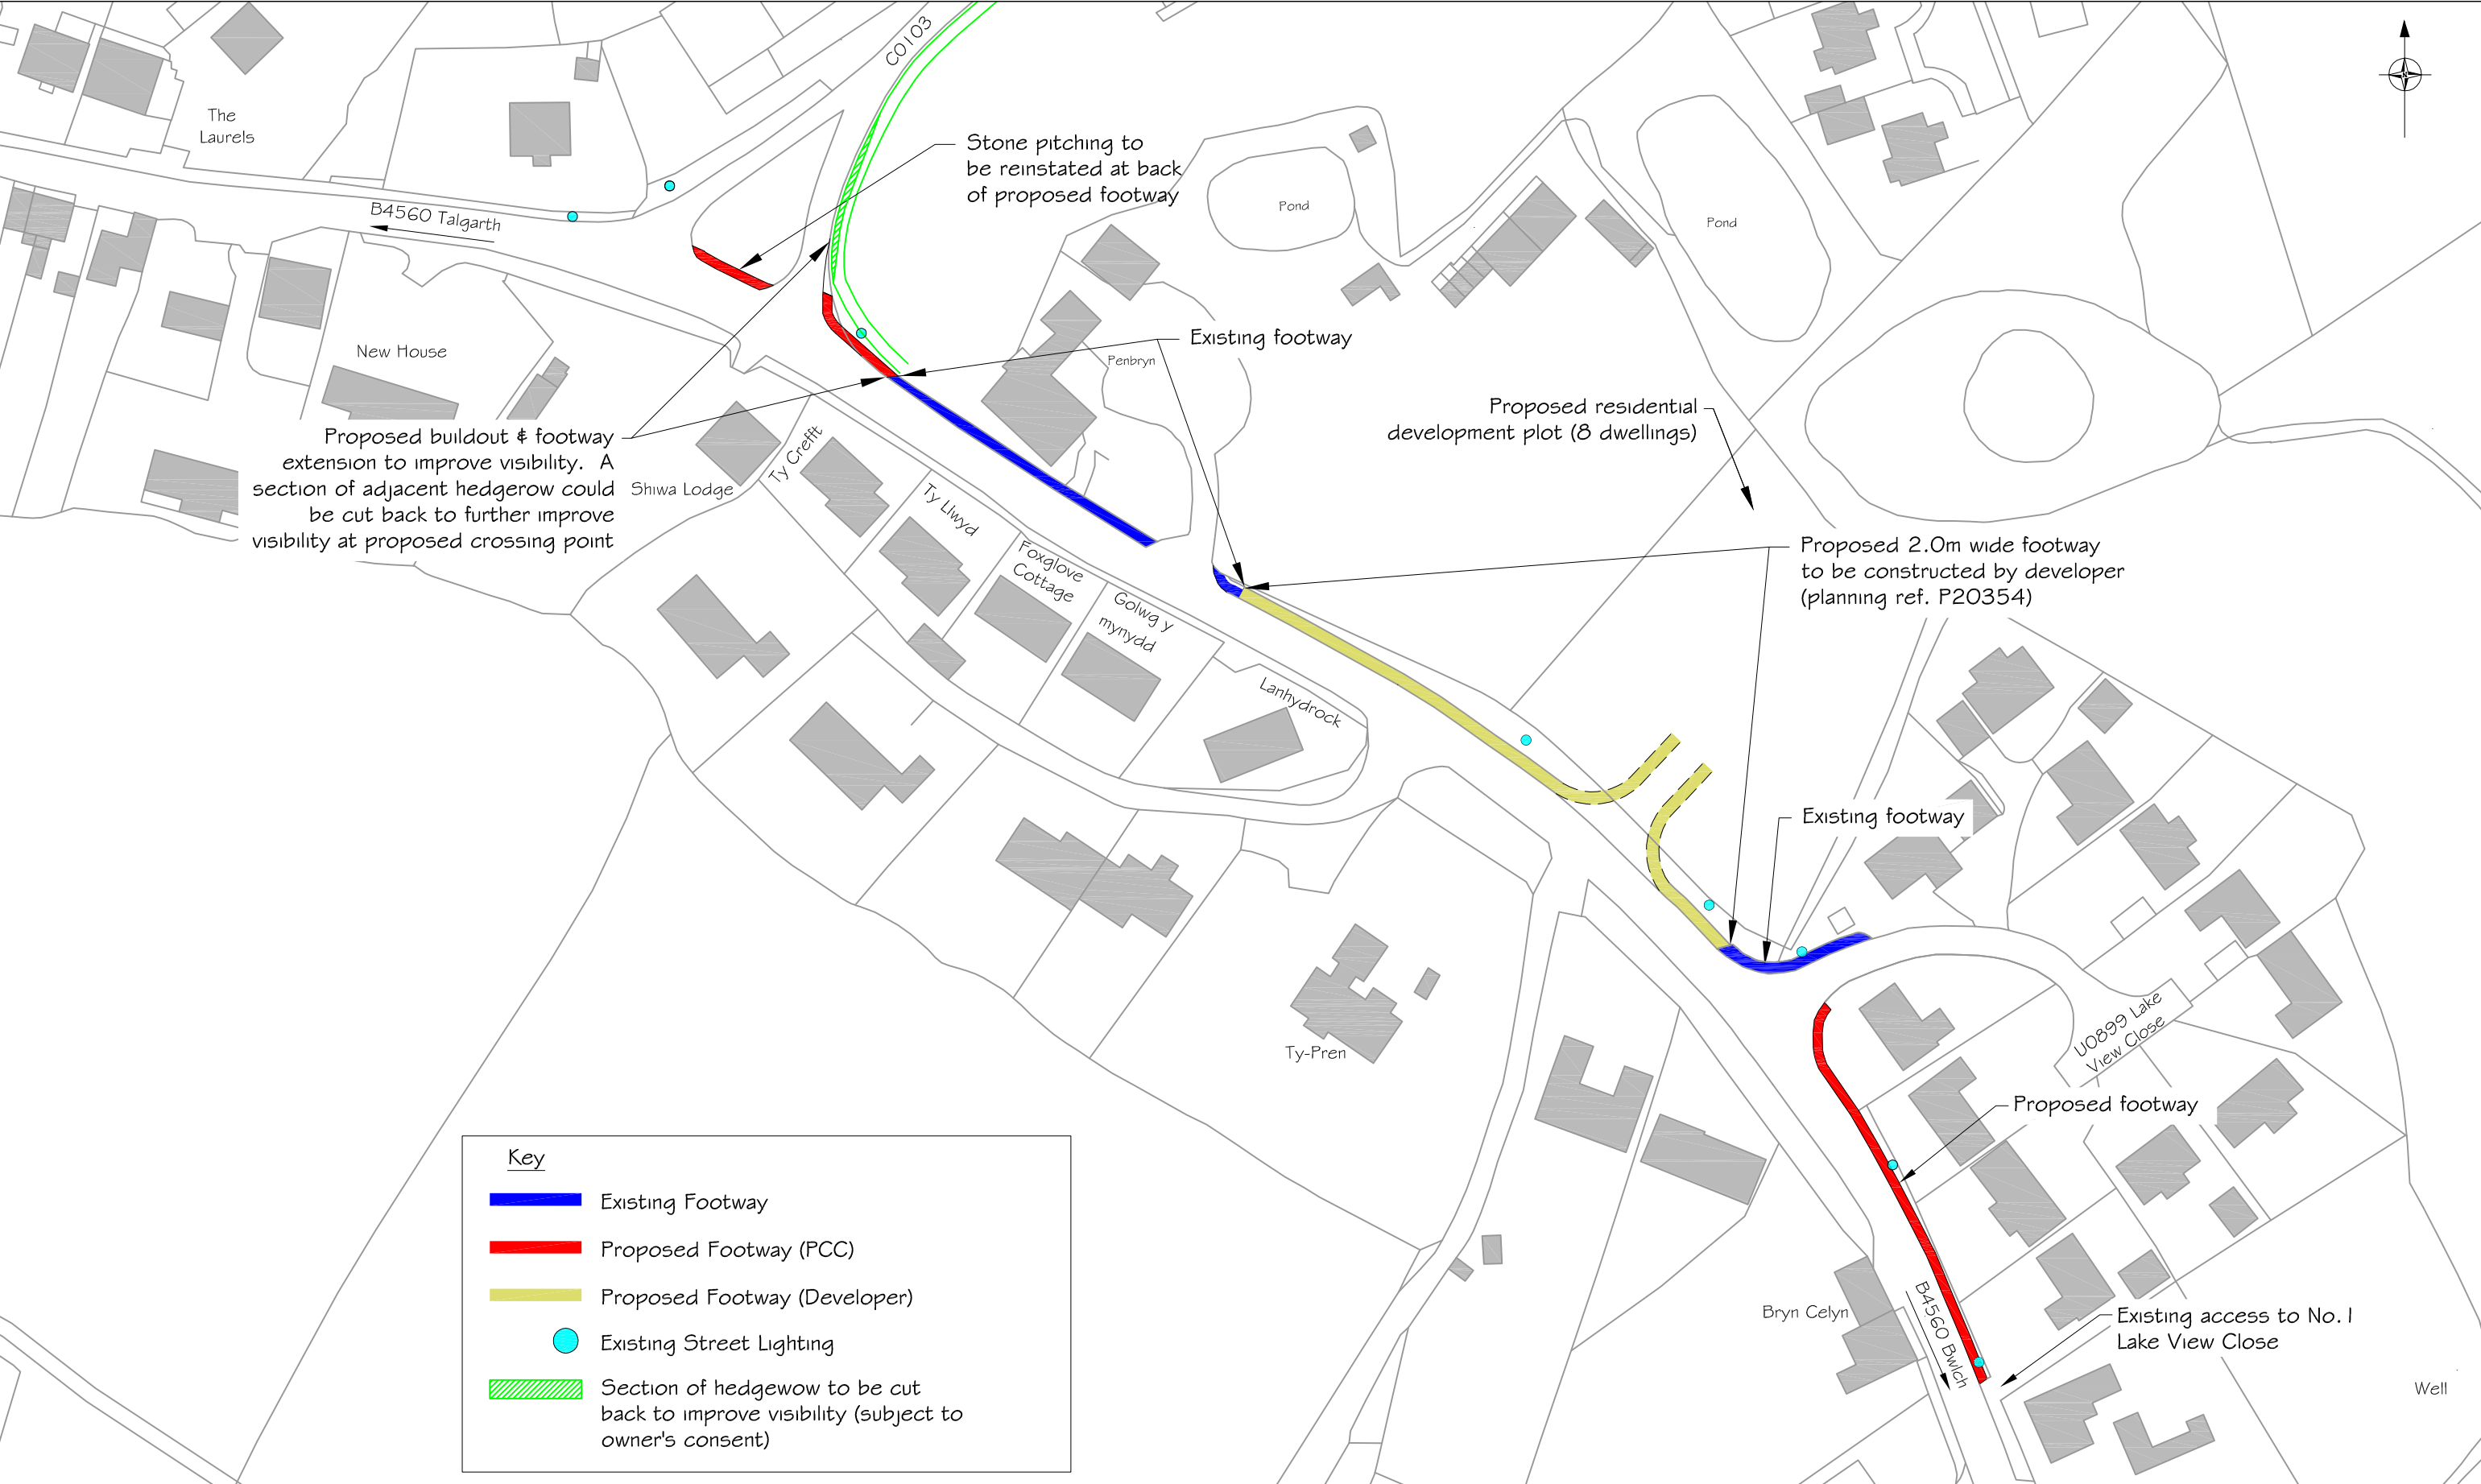 C0103
The
Laurels
B4560 Talgarth
Stone pitching to
be reinstated at back
of proposed footway
Pond
Pond
New House
Existing footway
Penbryn
Proposed residential
development plot (8 dwellings)
Proposed buildout & footway
extension to improve visibility. A
section of adjacent hedgerow could
be cut back to further improve
visibility at proposed crossing point
Shiwa Lodge
Ty Crefft
Ty Llwyd
Foxglove
Cottage
Golwg y
mynydd
Lanhydrock
Proposed 2.0m wide footway
to be constructed by developer
(planning ref. P20354)
Existing footway
Ty-Pren
U0899 Lake
View Close
Proposed footway
Bryn Celyn
B4560 Bwlch
Existing access to No.1
Lake View Close
Well
Key
Existing Footway
Proposed Footway (PCC)
Proposed Footway (Developer)
Existing Street Lighting
Section of hedgewow to be cut
back to improve visibility (subject to
owner's consent)
N